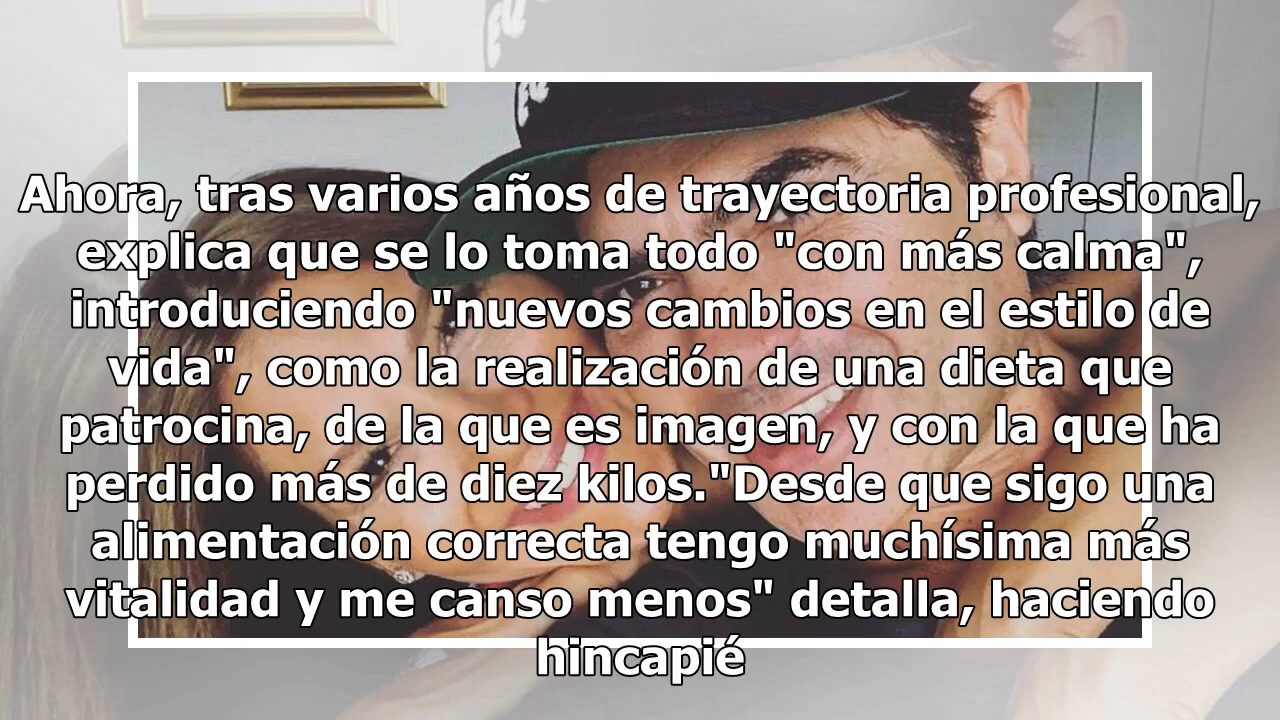 Ahora, tras varios años de trayectoria profesional,
explica que se lo toma todo "con más calma",
introduciendo "nuevos cambios en el estilo de
vida", como la realización de una dieta que
patrocina, de la que es imagen, y con la que ha
perdido más de diez kilos."Desde que sigo una
alimentación correcta tengo muchísima más
vitalidad y me canso menos" detalla, haciendo
hincapié